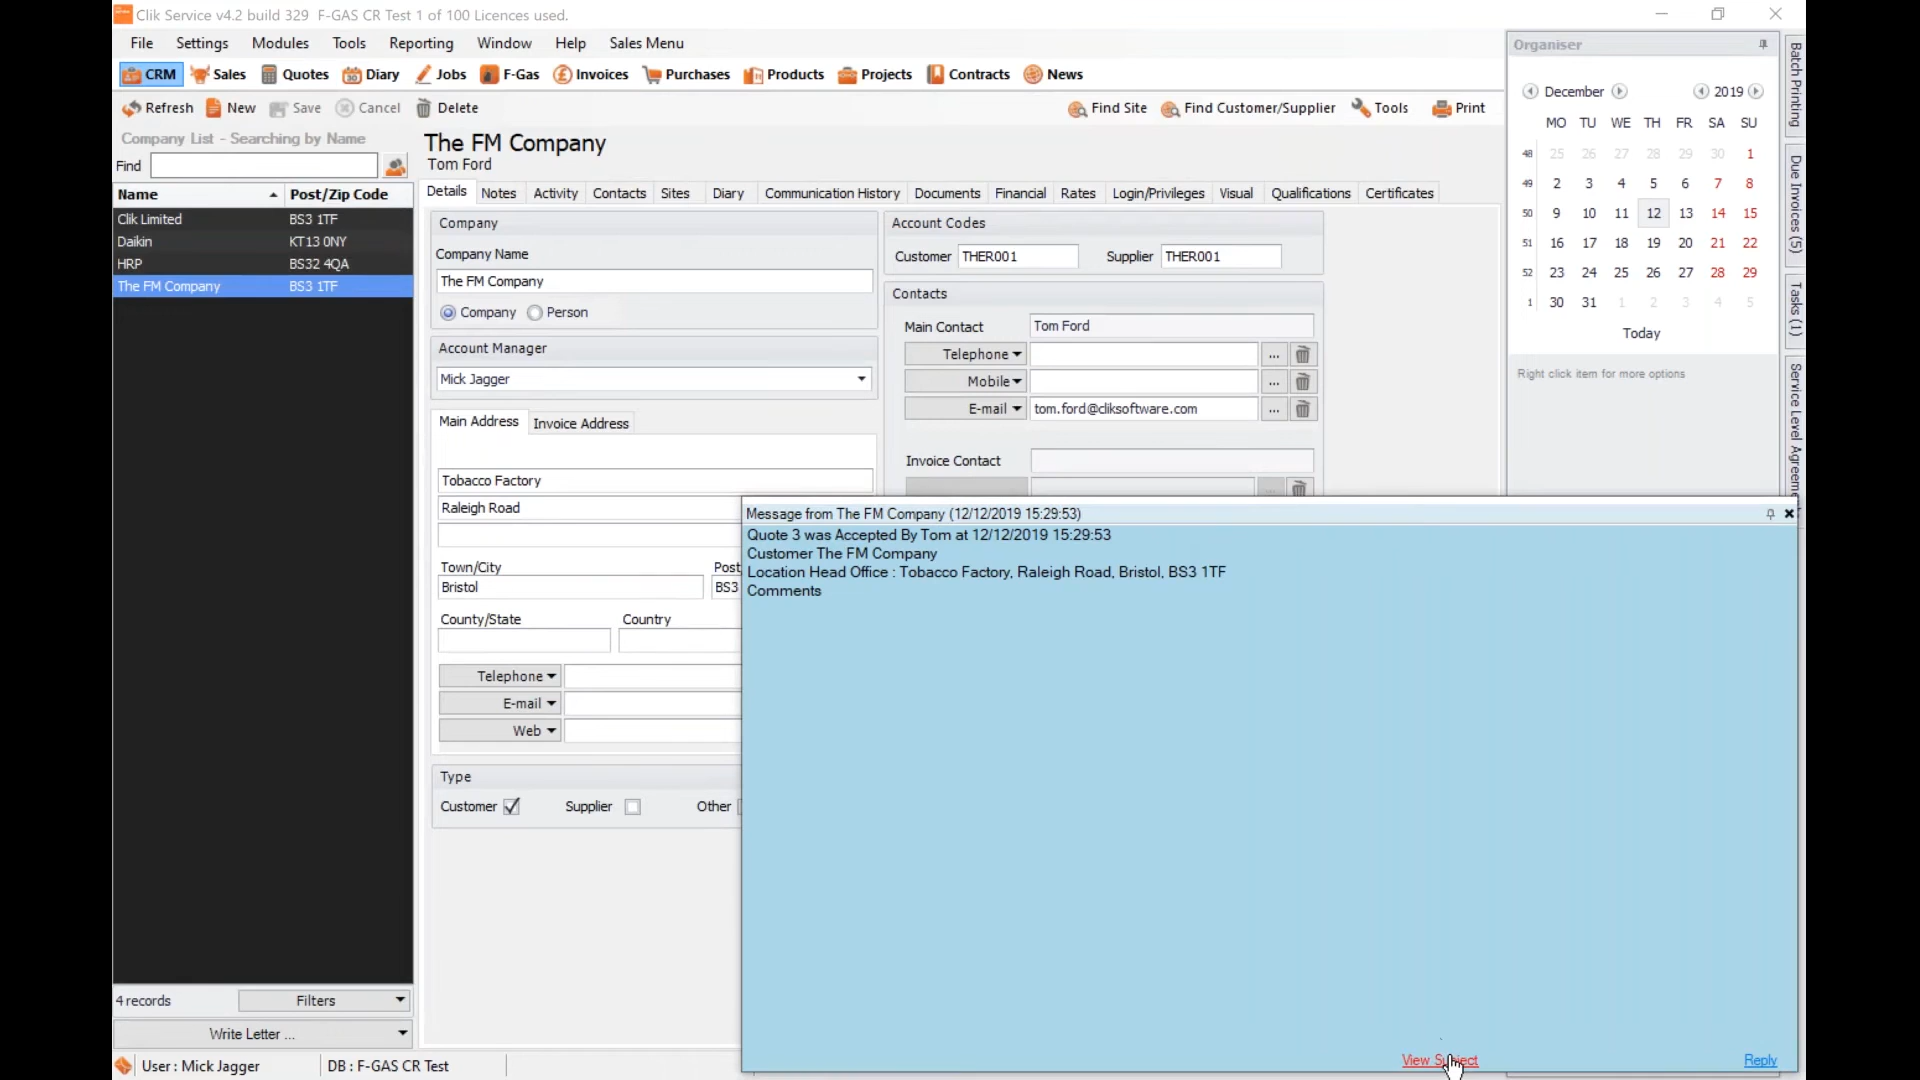 Clik Service v4.2 build 329 F-GAS CR Test 1 of 100 Licences used.
File Settings Modules Tools Reporting Window Help Sales Menu
CRM Sales Quotes Diary Jobs F-Gas Invoices Purchases Products Projects Contracts News
Refresh New Save Cancel Delete Find Site Find Customer/Supplier Tools Print
Company List - Searching by Name
Find
Name Post/Zip Code
Clik Limited BS3 1TF
Daikin KT13 0NY
HRP BS32 4QA
The FM Company BS3 1TF
4 records Filters
Write Letter ...
User : Mick Jagger DB : F-GAS CR Test
The FM Company
Tom Ford
Details Notes Activity Contacts Sites Diary Communication History Documents Financial Rates Login/Privileges Visual Qualifications Certificates
Company
Company Name
The FM Company
Company Person
Account Manager
Mick Jagger
Main Address Invoice Address
Tobacco Factory
Raleigh Road
Town/City Post
Bristol BS3
County/State Country
Telephone
E-mail
Web
Type
Customer Supplier Other
Account Codes
Customer THER001 Supplier THER001
Contacts
Main Contact Tom Ford
Telephone ...
Mobile ...
E-mail tom.ford@cliksoftware.com ...
Invoice Contact
...
Message from The FM Company (12/12/2019 15:29:53)
Quote 3 was Accepted By Tom at 12/12/2019 15:29:53
Customer The FM Company
Location Head Office : Tobacco Factory, Raleigh Road, Bristol, BS3 1TF
Comments
View Subject Reply
Organiser
December 2019
MO TU WE TH FR SA SU
48 25 26 27 28 29 30 1
49 2 3 4 5 6 7 8
50 9 10 11 12 13 14 15
51 16 17 18 19 20 21 22
52 23 24 25 26 27 28 29
1 30 31 1 2 3 4 5
Today
Right click item for more options
Batch Printing
Due Invoices (5)
Tasks (1)
Service Level Agreeme